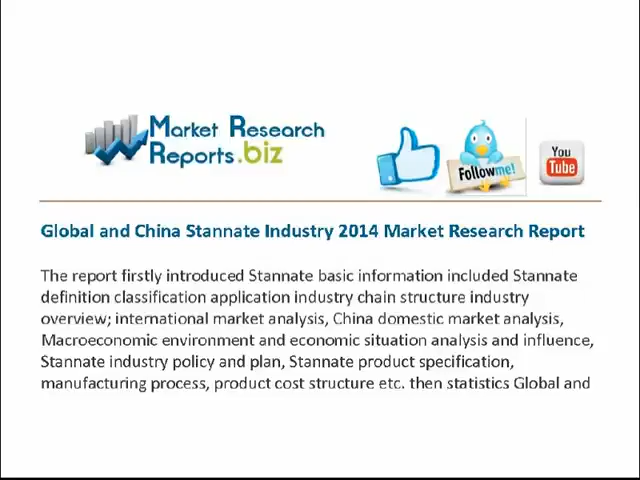 Market Research
Reports.biz
Follow me!
You
Tube
Global and China Stannate Industry 2014 Market Research Report
The report firstly introduced Stannate basic information included Stannate
definition classification application industry chain structure industry
overview; international market analysis, China domestic market analysis,
Macroeconomic environment and economic situation analysis and influence,
Stannate industry policy and plan, Stannate product specification,
manufacturing process, product cost structure etc. then statistics Global and